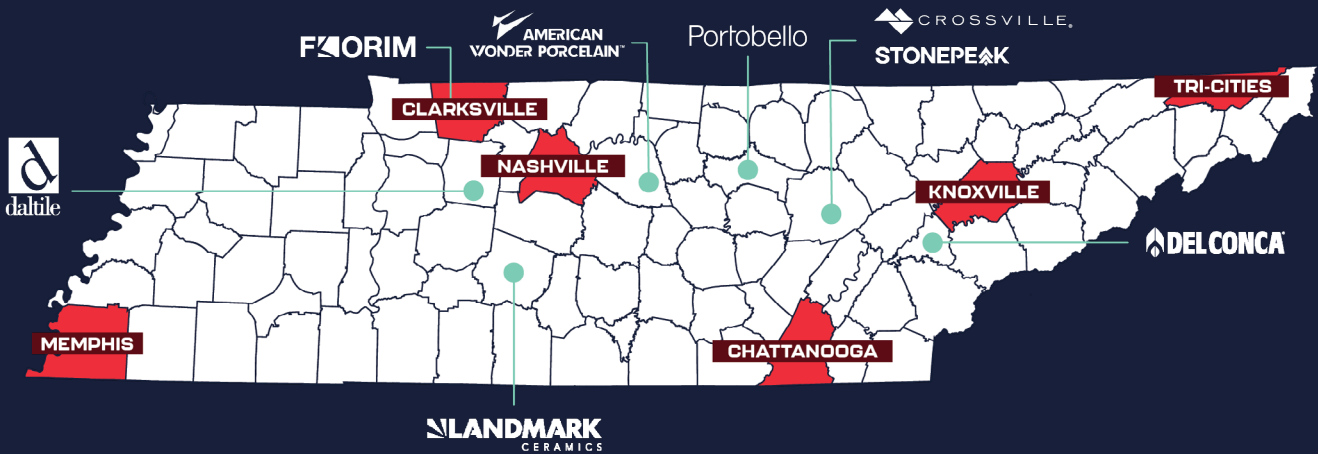 CROSSVILLE®
STONEPEAK
AMERICAN
WONDER PORCELAIN™
Portobello
FLORIM
TRI-CITIES
CLARKSVILLE
NASHVILLE
KNOXVILLE
d
daltile
DEL CONCA®
MEMPHIS
CHATTANOOGA
LANDMARK
CERAMICS